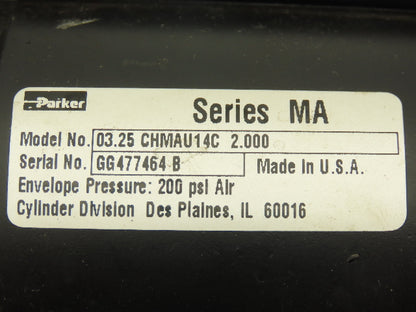 Parker
Series MA
Model No. 03.25 CHMAU14C 2.000
Serial No. GG477464 B Made In U.S.A.
Envelope Pressure: 200 psi Air
Cylinder Division Des Plaines, IL 60016